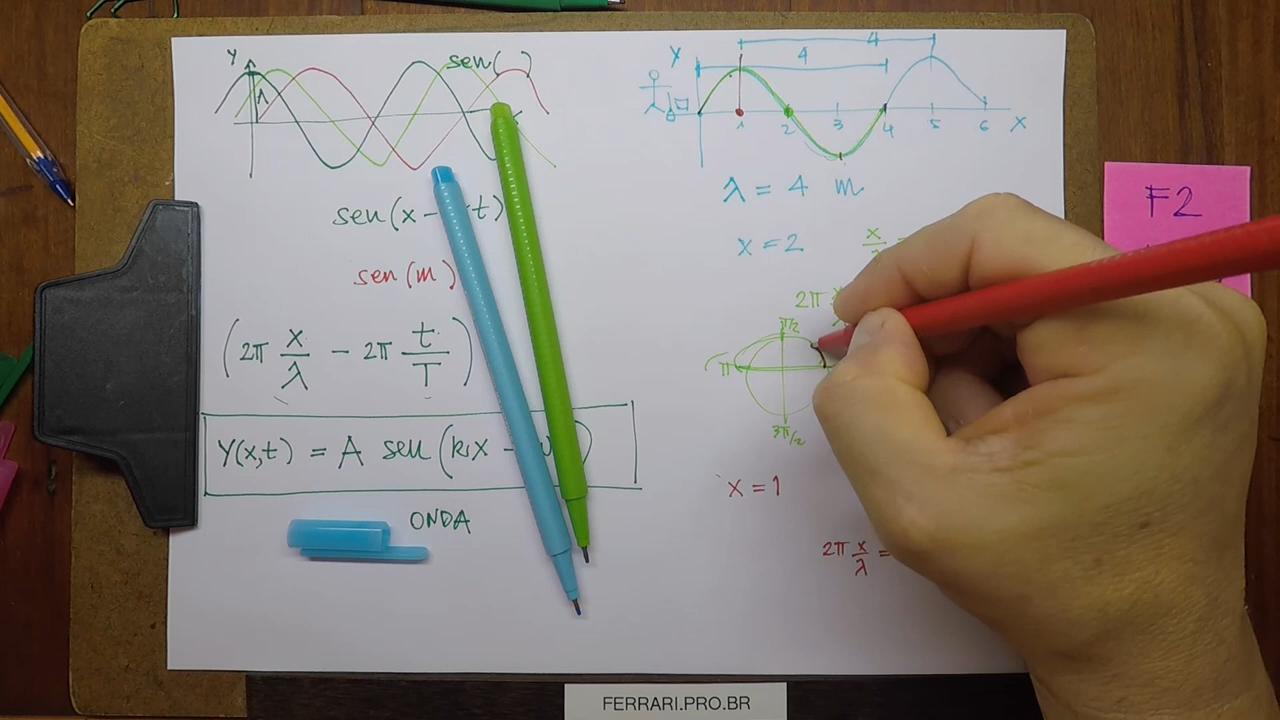 Y
sen( )
A
sen(x - t)
sen(m)
(2π x/λ - 2π t/T)
Y(x,t) = A sen(kx -
ONDA
4
4
Y
1 2 3 4 5 6 X
λ = 4 m
x = 2
2π
π/2
π
3π/2
x = 1
2π x/λ =
F2
FERRARI.PRO.BR